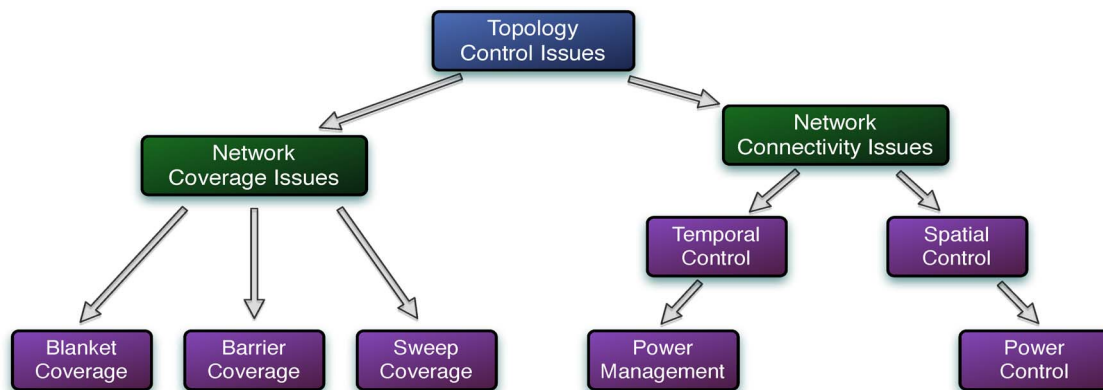 Topology
Control Issues
Network
Coverage Issues
Network
Connectivity Issues
Temporal
Control
Spatial
Control
Blanket
Coverage
Barrier
Coverage
Sweep
Coverage
Power
Management
Power
Control